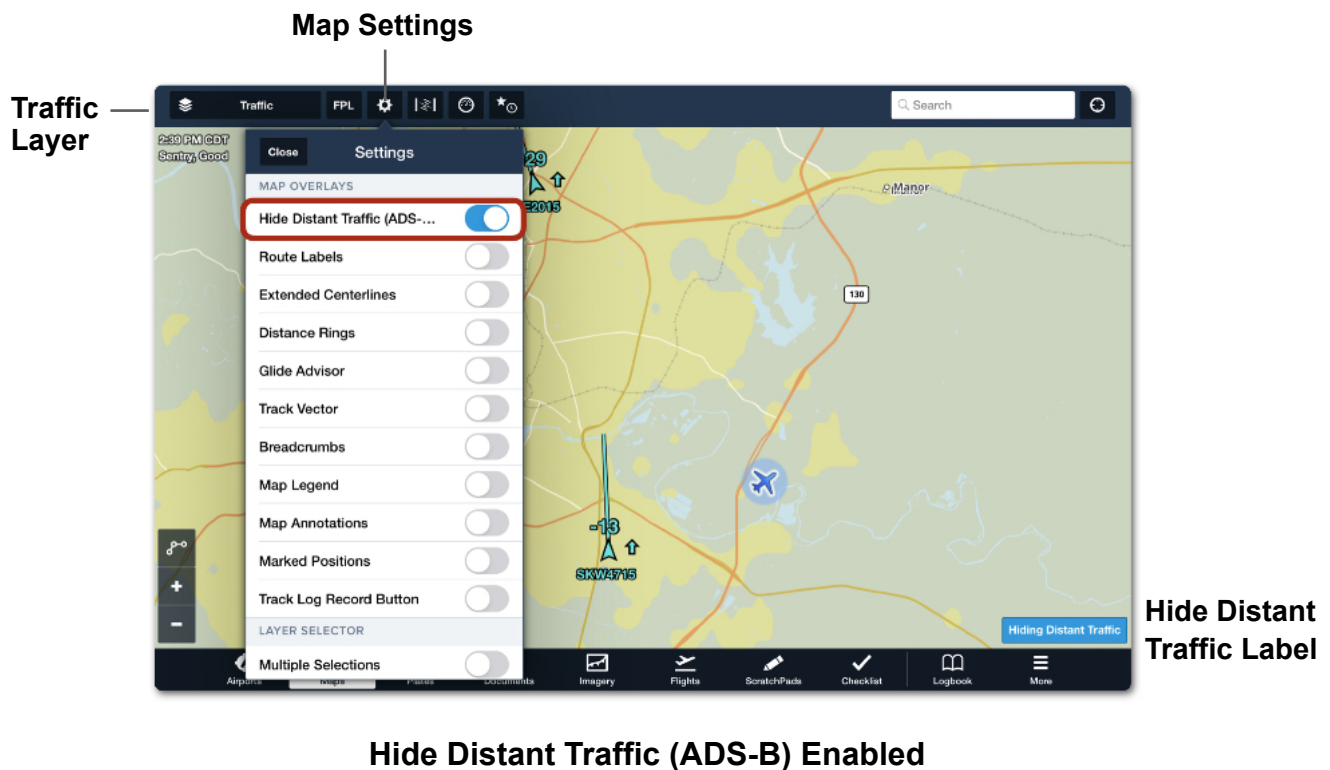 Map Settings
Traffic
Layer
Traffic
FPL
Search
2:39 PM CDT
Sentry, Good
Close
Settings
29
E2015
Manor
MAP OVERLAYS
Hide Distant Traffic (ADS-...
Route Labels
Extended Centerlines
130
Distance Rings
Glide Advisor
Track Vector
Breadcrumbs
Map Legend
Map Annotations
-13
Marked Positions
SKW4715
Track Log Record Button
LAYER SELECTOR
Hiding Distant Traffic
Hide Distant
Traffic Label
Multiple Selections
Airports
Maps
Plates
Documents
Imagery
Flights
ScratchPads
Checklist
Logbook
More
Hide Distant Traffic (ADS-B) Enabled